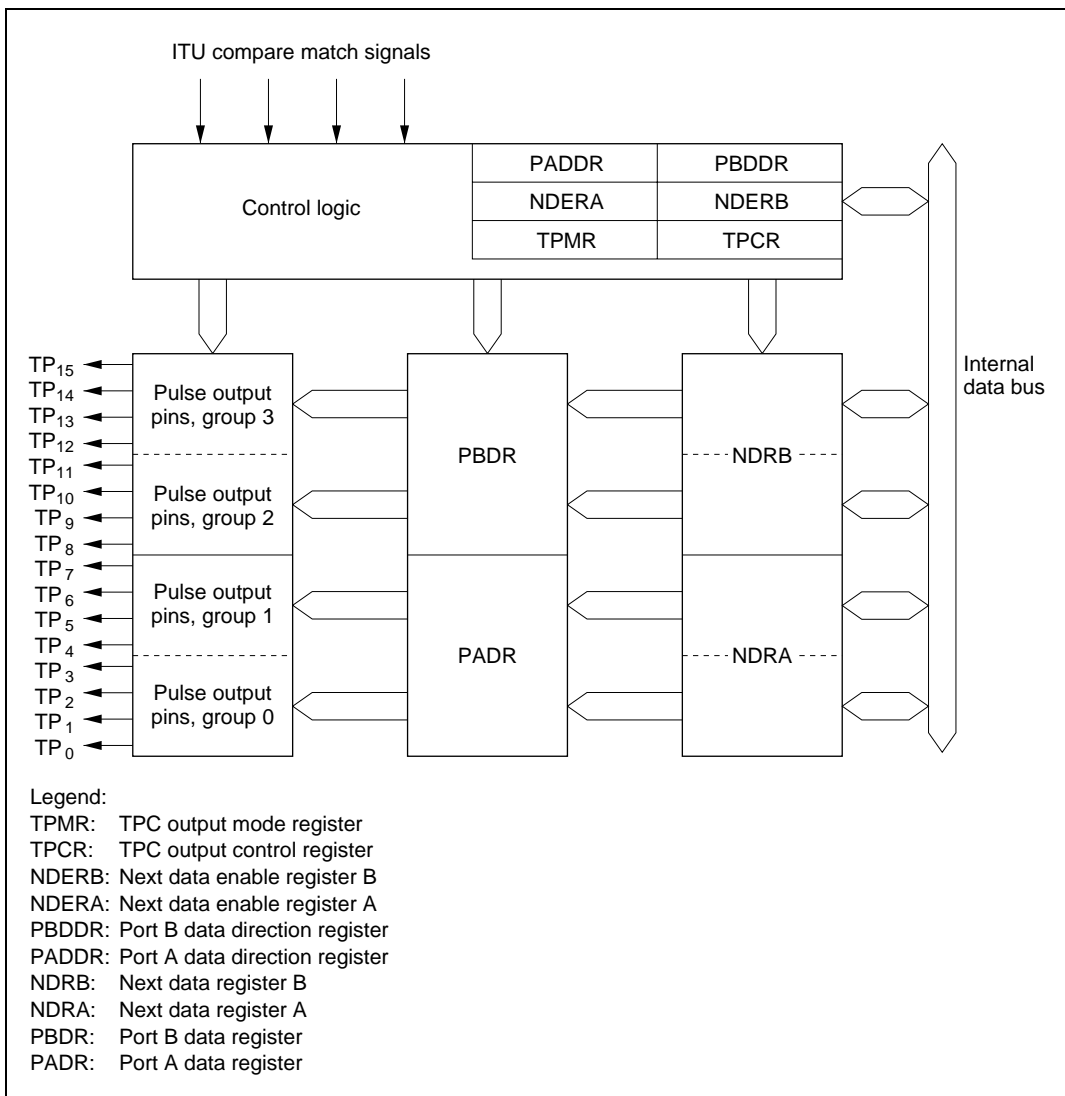 ITU compare match signals
Control logic
PADDR PBDDR
NDERA NDERB
TPMR TPCR
Internal
data bus
TP15
TP14
TP13
TP12
TP11
TP10
TP9
TP8
TP7
TP6
TP5
TP4
TP3
TP2
TP1
TP0
Pulse output
pins, group 3
Pulse output
pins, group 2
Pulse output
pins, group 1
Pulse output
pins, group 0
PBDR
PADR
NDRB
NDRA
Legend:
TPMR: TPC output mode register
TPCR: TPC output control register
NDERB: Next data enable register B
NDERA: Next data enable register A
PBDDR: Port B data direction register
PADDR: Port A data direction register
NDRB: Next data register B
NDRA: Next data register A
PBDR: Port B data register
PADR: Port A data register